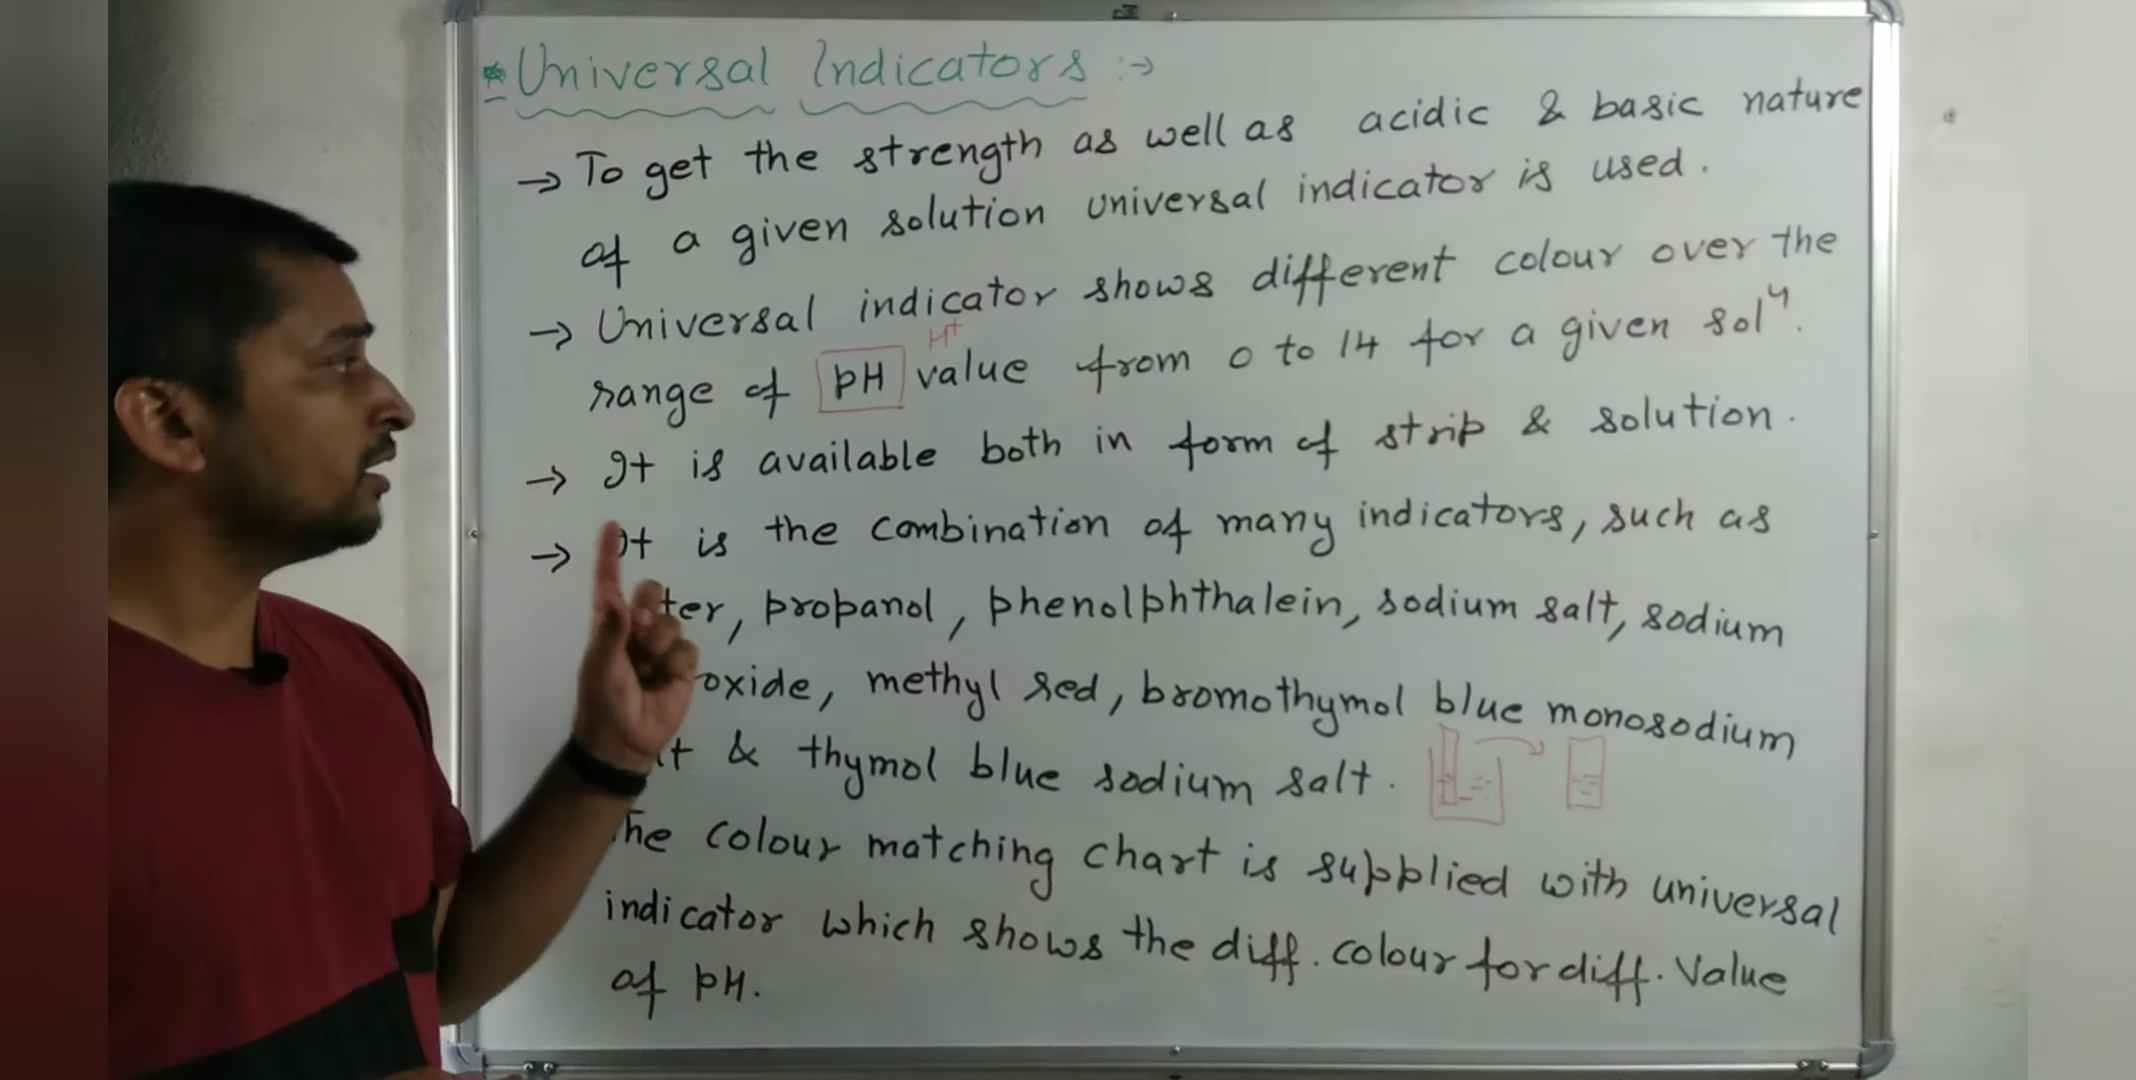 * Universal Indicators :→
→ To get the strength as well as acidic & basic nature
of a given solution universal indicator is used.
→ Universal indicator shows different colour over the
H+
range of pH value from 0 to 14 for a given solⁿ.
→ It is available both in form of strip & solution.
→ It is the combination of many indicators, such as
ter, propanol, phenolphthalein, sodium salt, sodium
oxide, methyl red, bromothymol blue monosodium
& thymol blue sodium salt.
The colour matching chart is supplied with universal
indicator which shows the diff. colour for diff. value
of pH.